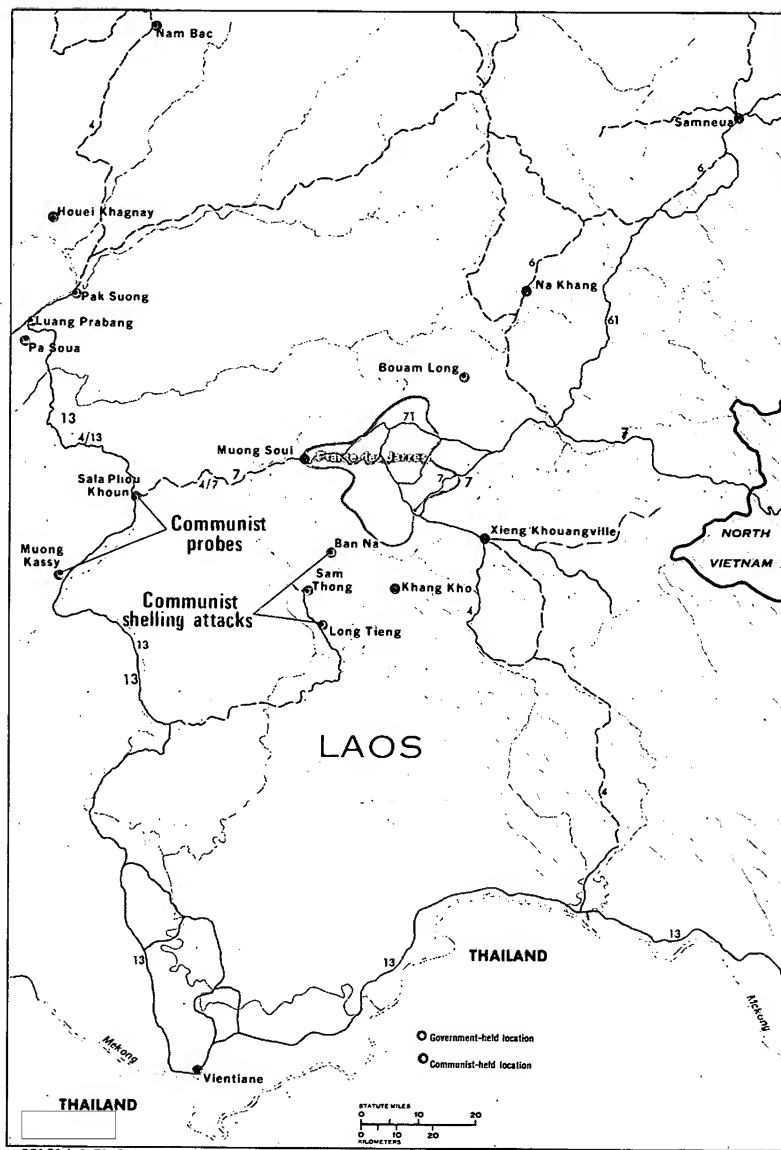 Nam Bac
Samneua
4
6
Houei Khagnay
6
Pak Suong
Na Khang
Luang Prabang
61
Pa Soua
Bouam Long
13
71
4/13
Muong Soui
Plaine des Jarres
7
7
4/7
7
7
Sala Phou
Khoun
Communist
probes
Xieng Khouangville
NORTH
VIETNAM
Ban Na
Muong
Kassy
Sam
Thong
Khang Kho
Communist
shelling attacks
4
Long Tieng
13
13
LAOS
4
THAILAND
13
13
13
Mekong
Government-held location
Mekong
Communist-held location
Vientiane
THAILAND
STATUTE MILES
0 10 20
0 10 20
KILOMETERS